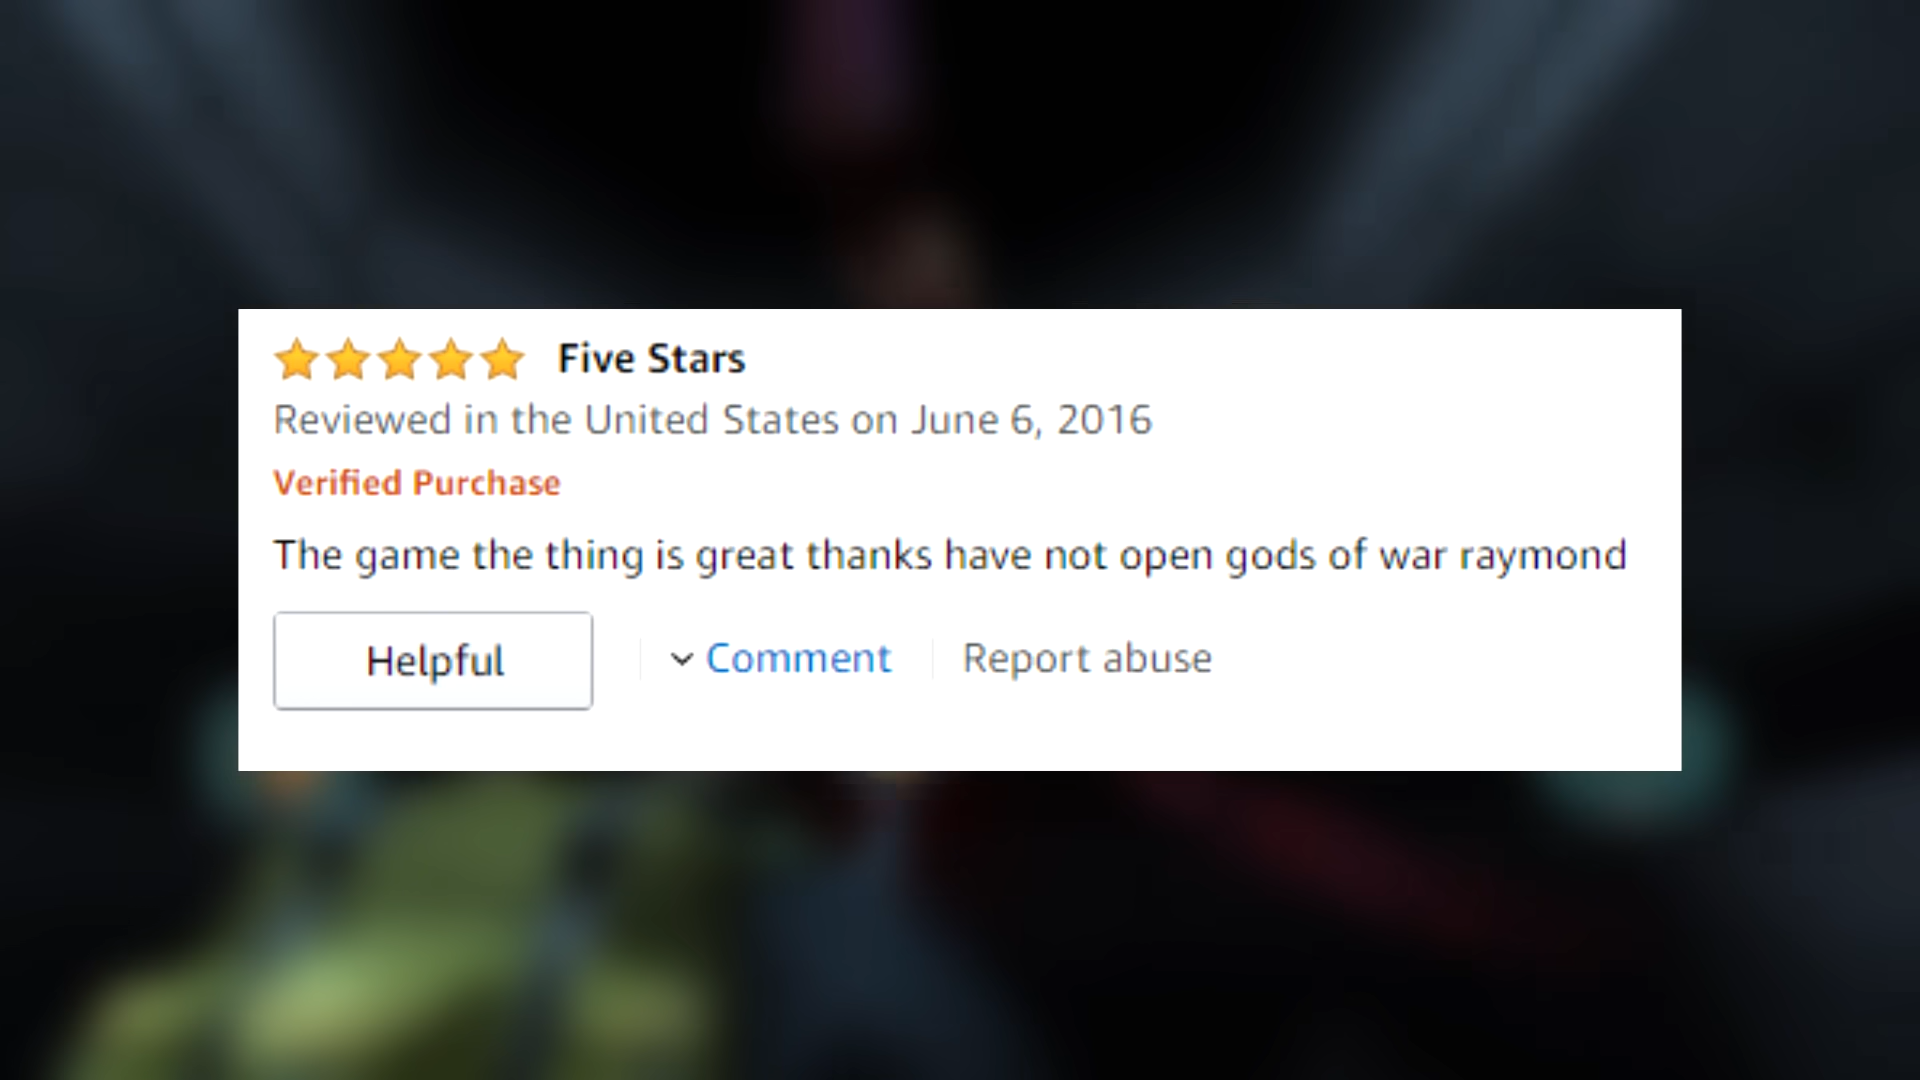 Five Stars
Reviewed in the United States on June 6, 2016
Verified Purchase
The game the thing is great thanks have not open gods of war raymond
Helpful
Comment
Report abuse